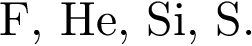 F, He, Si, S.